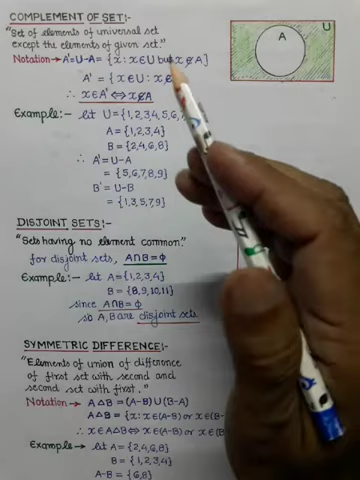 COMPLEMENT OF SET:-
"Set of elements of universal set
except the elements of given set."
Notation→ A'=U-A= {x: x∈U but x∉A}
A' = {x∈U: x∉
∴ x∈A' ⇔ x∉A
Example:- let U={1,2,3,4,5,6,7
A={1,2,3,4}
B={2,4,6,8}
∴ A' = U-A
= {5,6,7,8,9}
B' = U-B
= {1,3,5,7,9}
U
A
DISJOINT SETS:-
"Sets having no element common."
for disjoint sets, A∩B=ϕ
Example:- let A={1,2,3,4}
B={8,9,10,11}
since A∩B=ϕ
so A,B are disjoint sets
SYMMETRIC DIFFERENCE:-
"Elements of union of difference
of first set with second and
second set with first."
Notation→ A∆B=(A-B)∪(B-A)
A∆B={x: x∈(A-B) or x∈(B-
∴ x∈A∆B⇔x∈(A-B) or x∈(B-
Example→ let A={2,4,6,8}
B={1,2,3,4}
A-B={6,8}